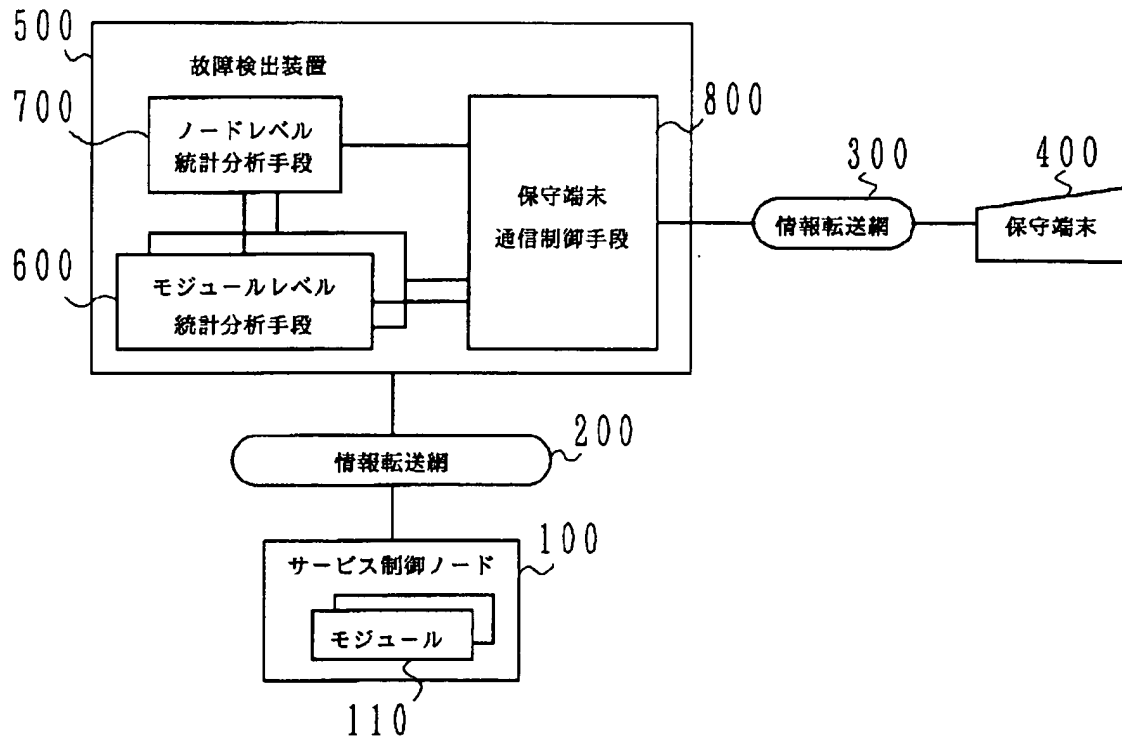 500
故障検出装置
700
ノードレベル
統計分析手段
800
保守端末
通信制御手段
300
情報転送網
400
保守端末
600
モジュールレベル
統計分析手段
200
情報転送網
100
サービス制御ノード
モジュール
110